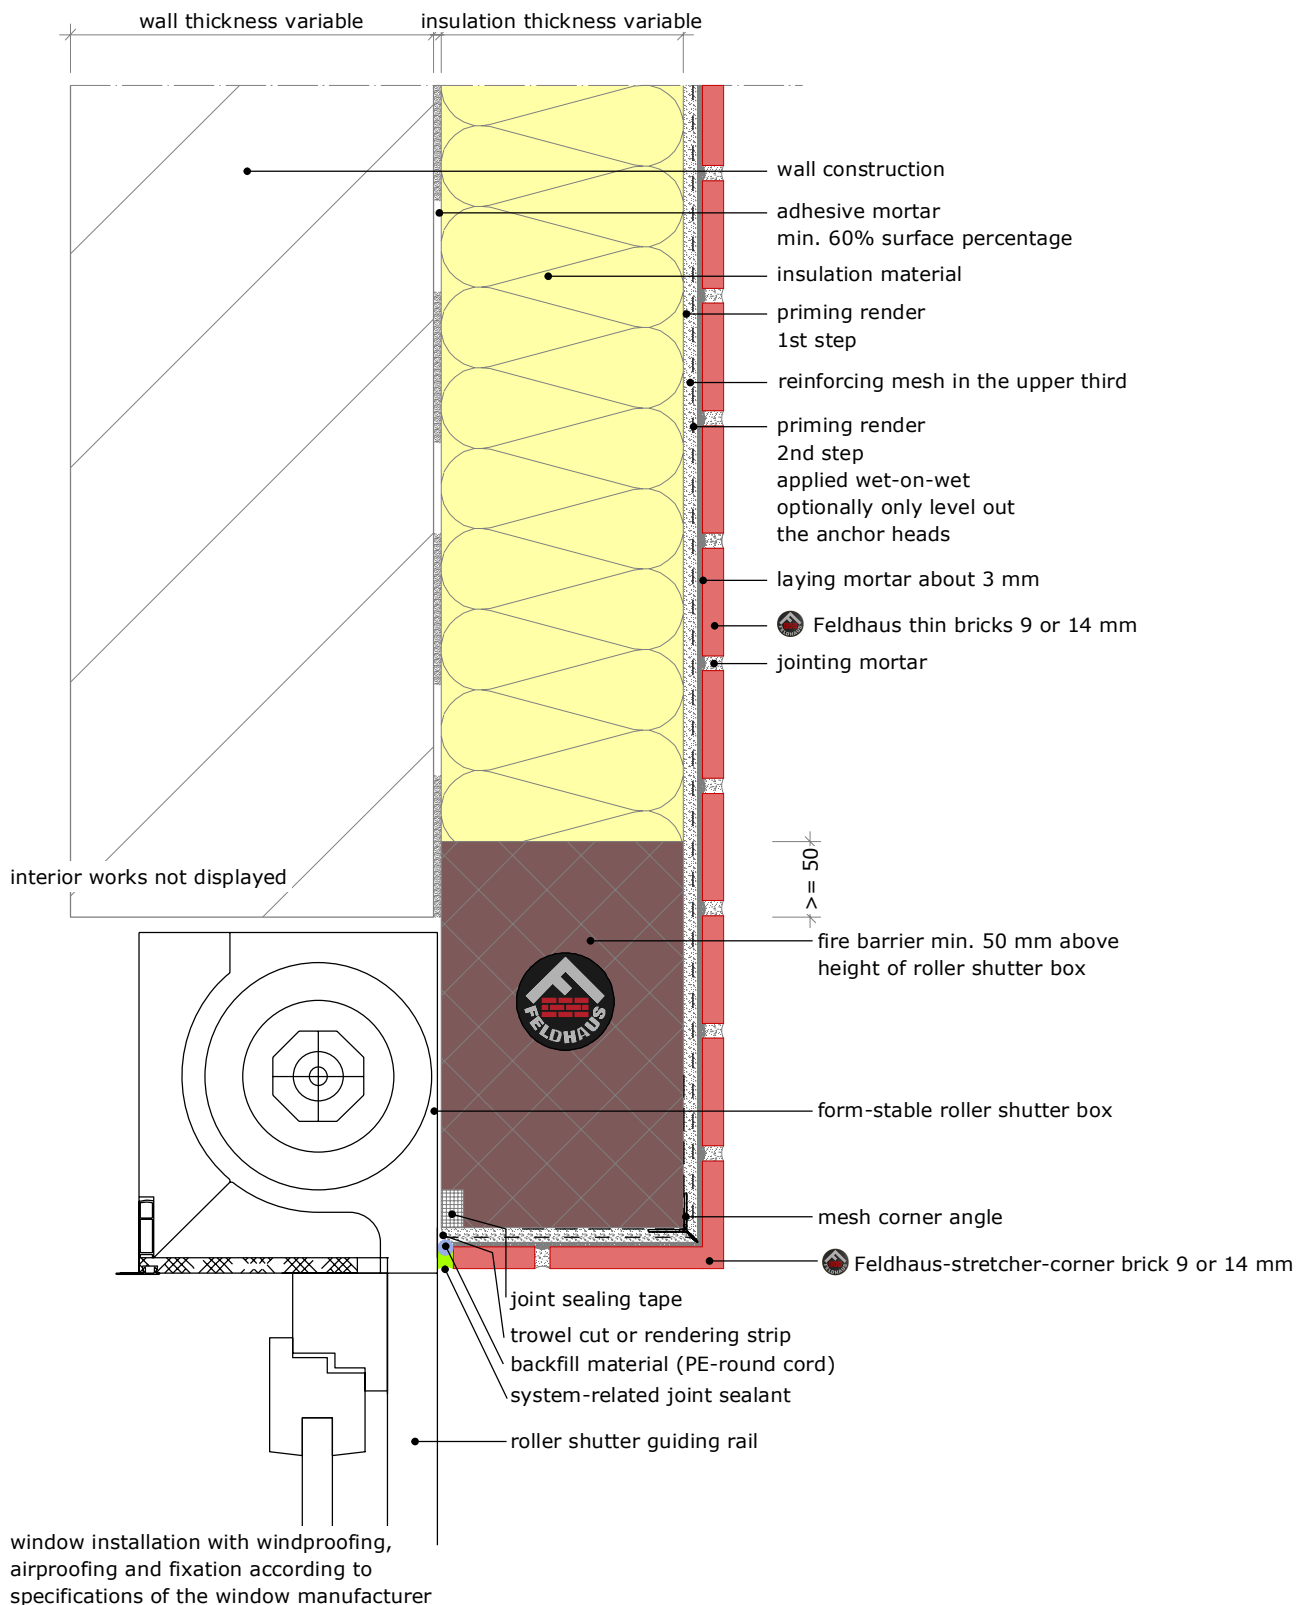 wall thickness variable
insulation thickness variable
wall construction
adhesive mortar
min. 60% surface percentage
insulation material
priming render
1st step
reinforcing mesh in the upper third
priming render
2nd step
applied wet-on-wet
optionally only level out
the anchor heads
laying mortar about 3 mm
FELDHAUS
Feldhaus thin bricks 9 or 14 mm
jointing mortar
>= 50
interior works not displayed
fire barrier min. 50 mm above
height of roller shutter box
FELDHAUS
form-stable roller shutter box
mesh corner angle
FELDHAUS
Feldhaus-stretcher-corner brick 9 or 14 mm
joint sealing tape
trowel cut or rendering strip
backfill material (PE-round cord)
system-related joint sealant
roller shutter guiding rail
window installation with windproofing,
airproofing and fixation according to
specifications of the window manufacturer